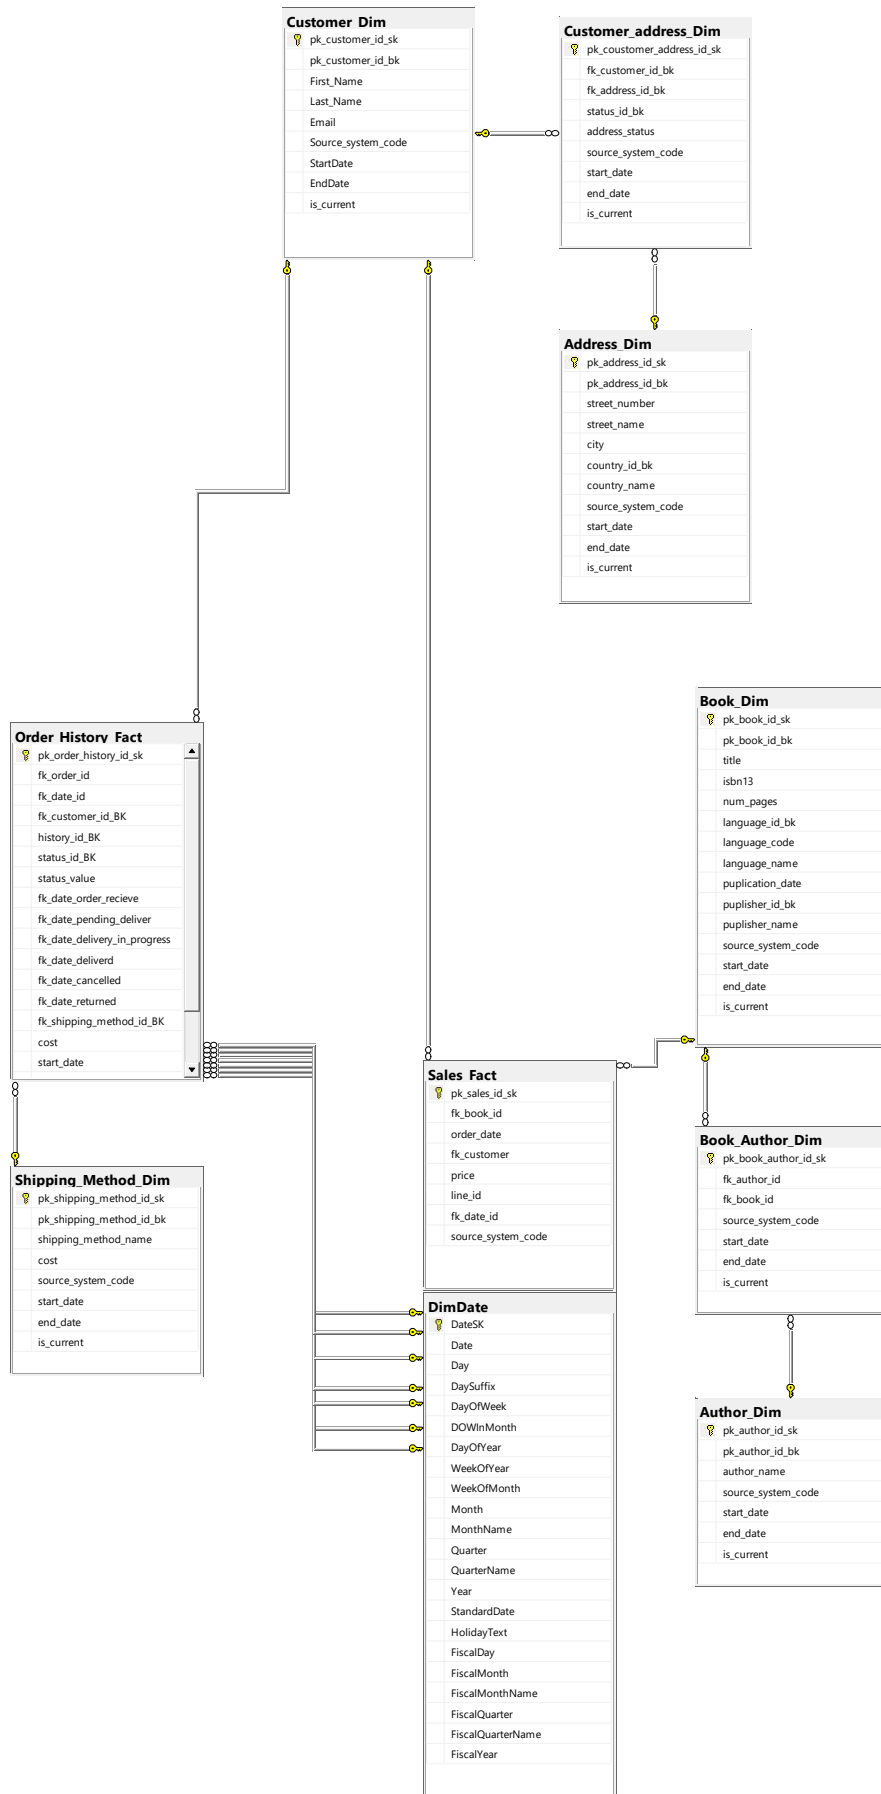 Customer_Dim
pk_customer_id_sk
pk_customer_id_bk
First_Name
Last_Name
Email
Source_system_code
StartDate
EndDate
is_current
Customer_address_Dim
pk_coustomer_address_id_sk
fk_customer_id_bk
fk_address_id_bk
status_id_bk
address_status
source_system_code
start_date
end_date
is_current
Address_Dim
pk_address_id_sk
pk_address_id_bk
street_number
street_name
city
country_id_bk
country_name
source_system_code
start_date
end_date
is_current
Order_History_Fact
pk_order_history_id_sk
fk_order_id
fk_date_id
fk_customer_id_BK
history_id_BK
status_id_BK
status_value
fk_date_order_recieve
fk_date_pending_deliver
fk_date_delivery_in_progress
fk_date_deliverd
fk_date_cancelled
fk_date_returned
fk_shipping_method_id_BK
cost
start_date
Book_Dim
pk_book_id_sk
pk_book_id_bk
title
isbn13
num_pages
language_id_bk
language_code
language_name
puplication_date
puplisher_id_bk
puplisher_name
source_system_code
start_date
end_date
is_current
Sales_Fact
pk_sales_id_sk
fk_book_id
order_date
fk_customer
price
line_id
fk_date_id
source_system_code
Book_Author_Dim
pk_book_author_id_sk
fk_author_id
fk_book_id
source_system_code
start_date
end_date
is_current
Shipping_Method_Dim
pk_shipping_method_id_sk
pk_shipping_method_id_bk
shipping_method_name
cost
source_system_code
start_date
end_date
is_current
DimDate
DateSK
Date
Day
DaySuffix
DayOfWeek
DOWInMonth
DayOfYear
WeekOfYear
WeekOfMonth
Month
MonthName
Quarter
QuarterName
Year
StandardDate
HolidayText
FiscalDay
FiscalMonth
FiscalMonthName
FiscalQuarter
FiscalQuarterName
FiscalYear
Author_Dim
pk_author_id_sk
pk_author_id_bk
author_name
source_system_code
start_date
end_date
is_current